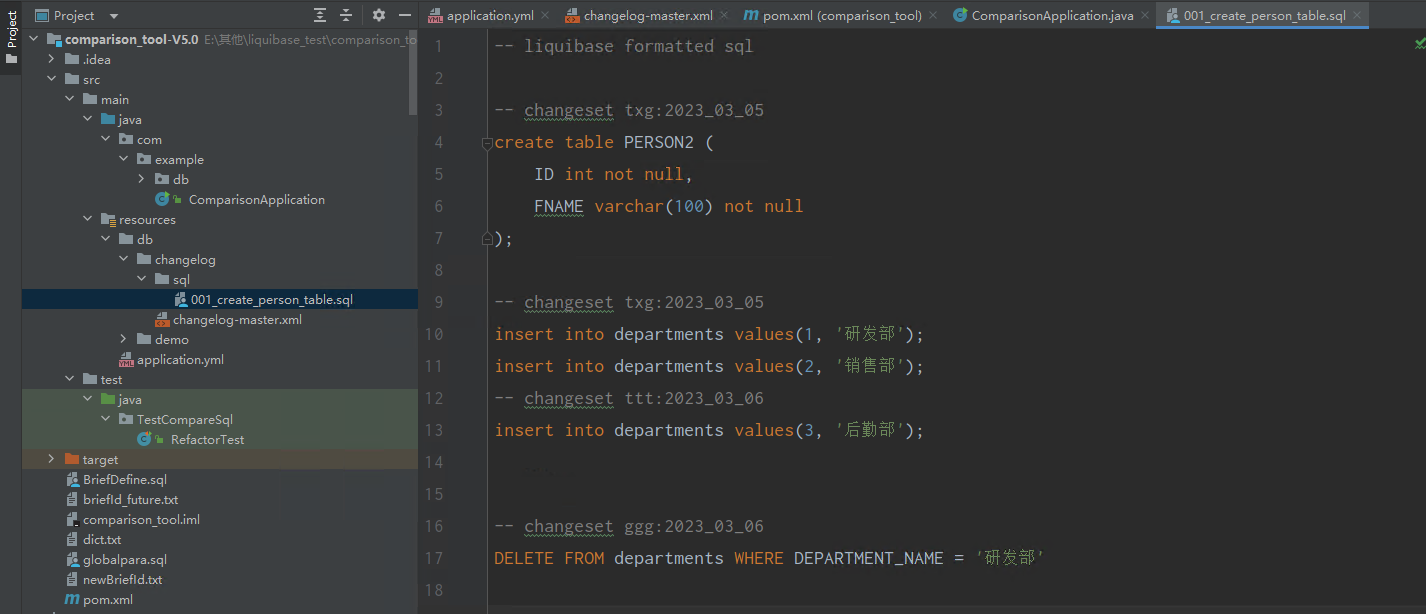 Project
Project
comparison_tool-V5.0 E:\其他\liquibase_test\comparison_to
.idea
src
main
java
com
example
db
ComparisonApplication
resources
db
changelog
sql
001_create_person_table.sql
changelog-master.xml
demo
application.yml
test
java
TestCompareSql
RefactorTest
target
BriefDefine.sql
briefId_future.txt
comparison_tool.iml
dict.txt
globalpara.sql
newBriefId.txt
pom.xml
application.yml
changelog-master.xml
pom.xml (comparison_tool)
ComparisonApplication.java
001_create_person_table.sql
1 -- liquibase formatted sql
2
3 -- changeset txg:2023_03_05
4 create table PERSON2 (
5 ID int not null,
6 FNAME varchar(100) not null
7 );
8
9 -- changeset txg:2023_03_05
10 insert into departments values(1, '研发部');
11 insert into departments values(2, '销售部');
12 -- changeset ttt:2023_03_06
13 insert into departments values(3, '后勤部');
14
15
16 -- changeset ggg:2023_03_06
17 DELETE FROM departments WHERE DEPARTMENT_NAME = '研发部'
18